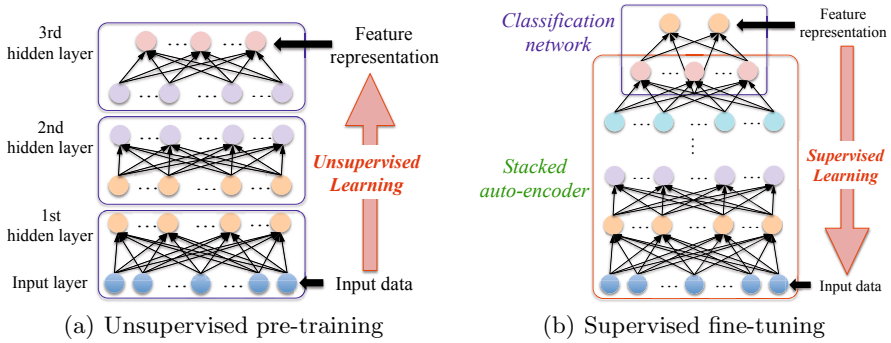 3rd
hidden layer
Feature
representation
2nd
hidden layer
Unsupervised
Learning
1st
hidden layer
Input layer
Input data
(a) Unsupervised pre-training
Classification
network
Feature
representation
Stacked
auto-encoder
Supervised
Learning
Input data
(b) Supervised fine-tuning